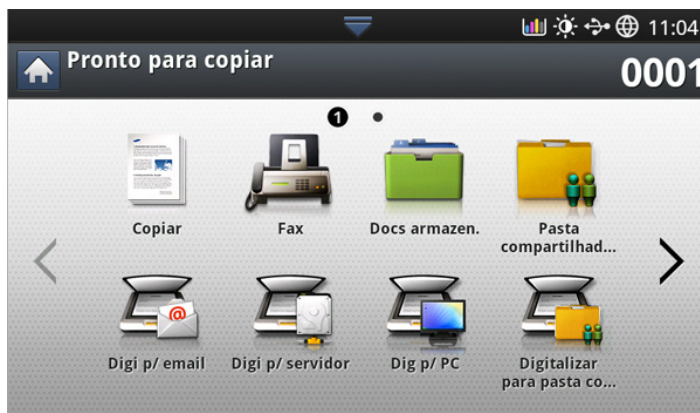 11:04
Pronto para copiar
0001
1
Copiar
Fax
Docs armazen.
Pasta
compartilhad...
Digi p/ email
Digi p/ servidor
Dig p/ PC
Digitalizar
para pasta co...
@